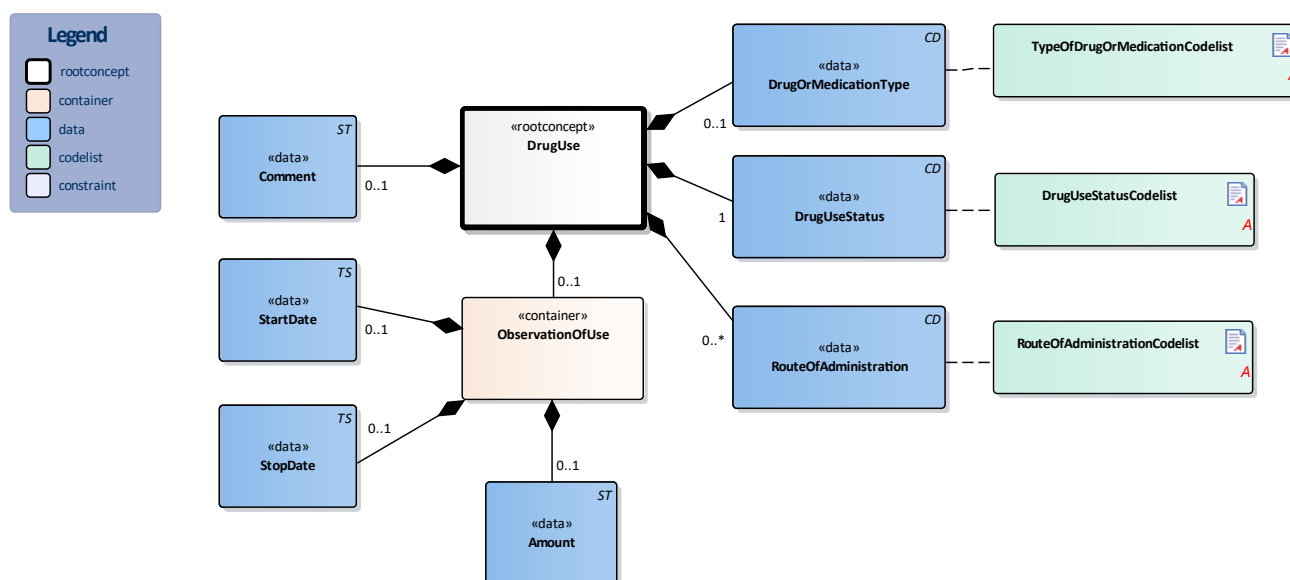 Legend
rootconcept
container
data
codelist
constraint
ST
«data»
Comment
0..1
«rootconcept»
DrugUse
CD
«data»
DrugOrMedicationType
0..1
TypeOfDrugOrMedicationCodelist
A
CD
«data»
DrugUseStatus
1
DrugUseStatusCodelist
A
TS
«data»
StartDate
0..1
0..1
«container»
ObservationOfUse
CD
«data»
RouteOfAdministration
0..*
RouteOfAdministrationCodelist
A
TS
«data»
StopDate
0..1
0..1
ST
«data»
Amount